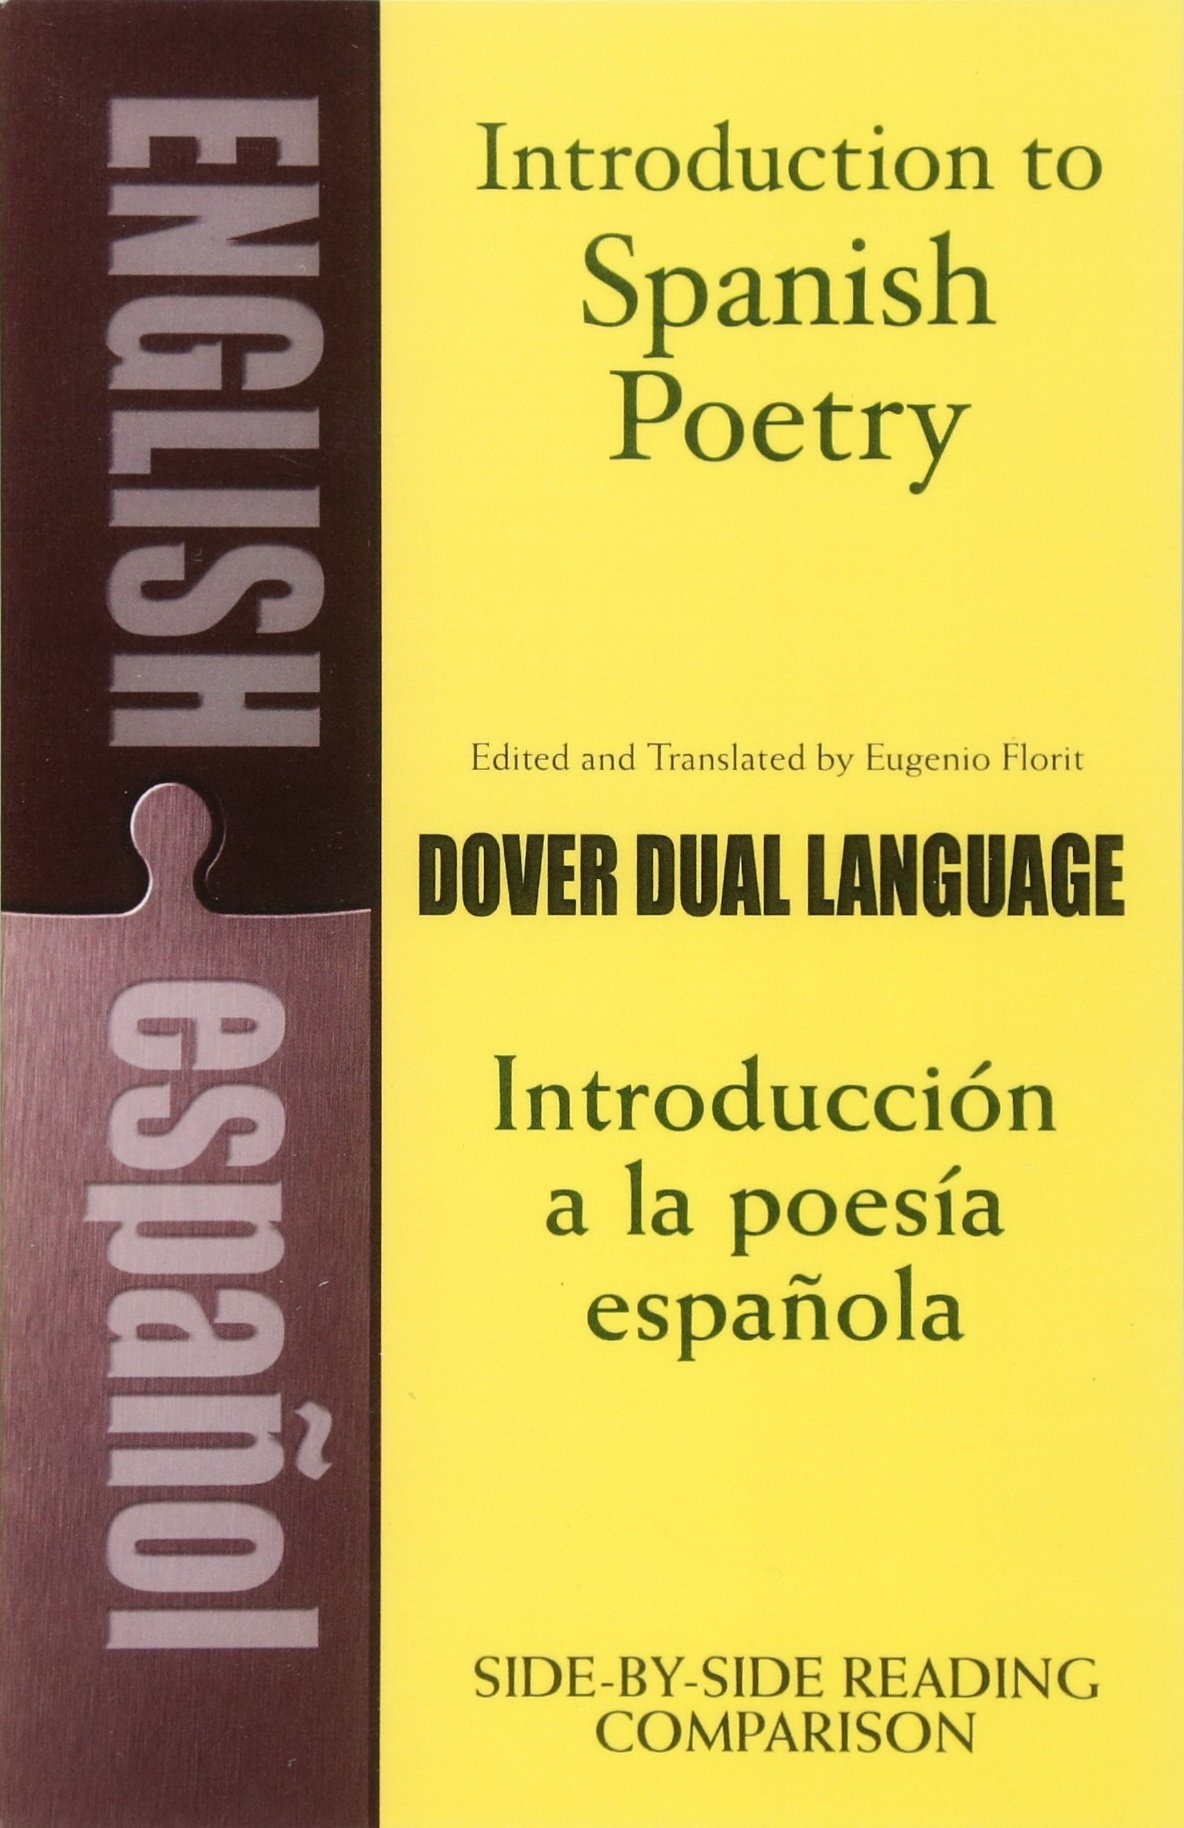 ENGLISH
español
Introduction to
Spanish
Poetry
Edited and Translated by Eugenio Florit
DOVER DUAL LANGUAGE
Introducción
a la poesía
española
SIDE-BY-SIDE READING
COMPARISON